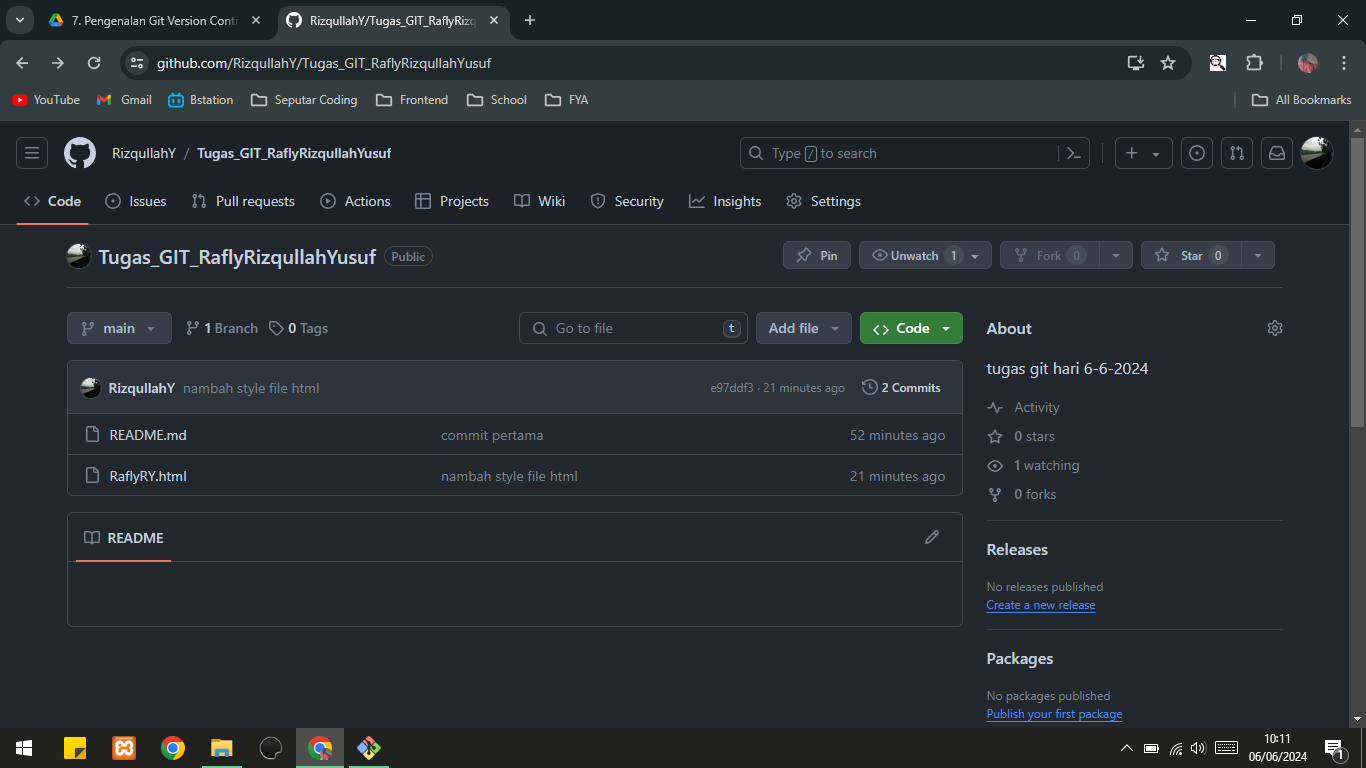 7. Pengenalan Git Version Contr
RizqullahY/Tugas_GIT_RaflyRizq
github.com/RizqullahY/Tugas_GIT_RaflyRizqullahYusuf
YouTube Gmail Bstation Seputar Coding Frontend School FYA All Bookmarks
RizqullahY / Tugas_GIT_RaflyRizqullahYusuf Type / to search
Code Issues Pull requests Actions Projects Wiki Security Insights Settings
Tugas_GIT_RaflyRizqullahYusuf Public Pin Unwatch 1 Fork 0 Star 0
main 1 Branch 0 Tags Go to file t Add file Code
RizqullahY nambah style file html e97ddf3 · 21 minutes ago 2 Commits
README.md commit pertama 52 minutes ago
RaflyRY.html nambah style file html 21 minutes ago
README
About
tugas git hari 6-6-2024
Activity
0 stars
1 watching
0 forks
Releases
No releases published
Create a new release
Packages
No packages published
Publish your first package
10:11
06/06/2024
1